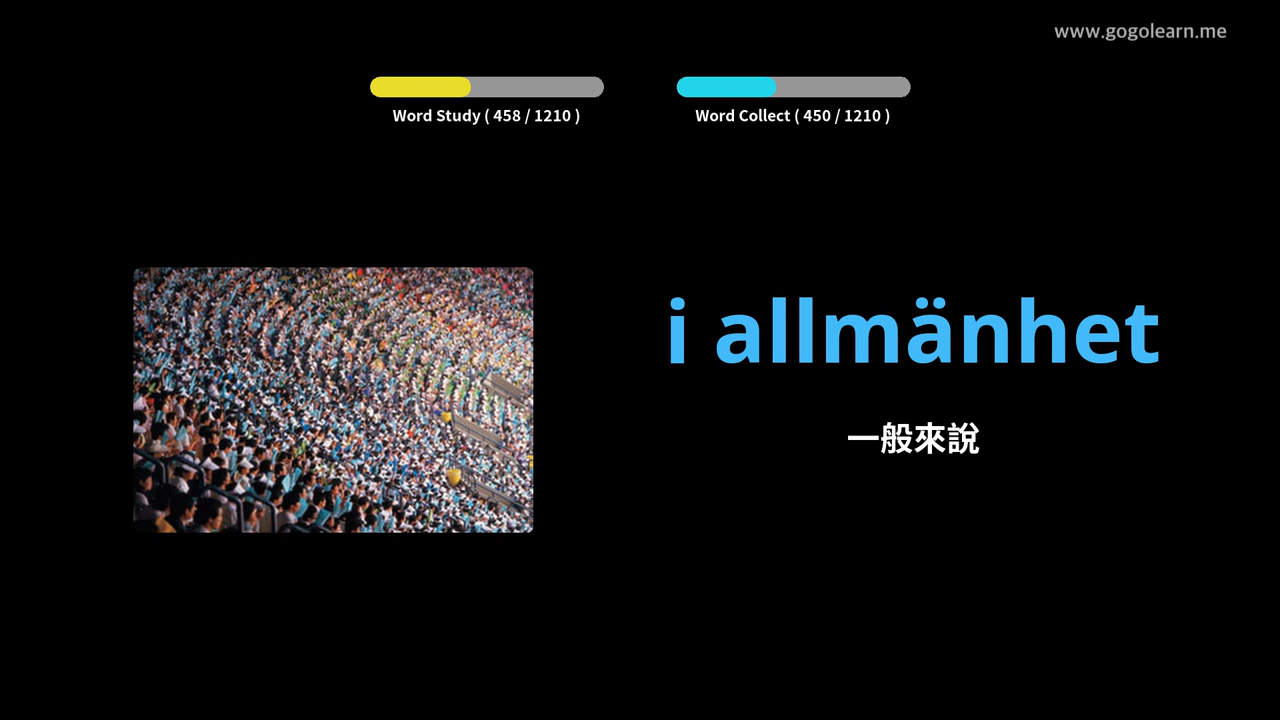 www.gogolearn.me
Word Study ( 458 / 1210 )
Word Collect ( 450 / 1210 )
i allmänhet
一般來說